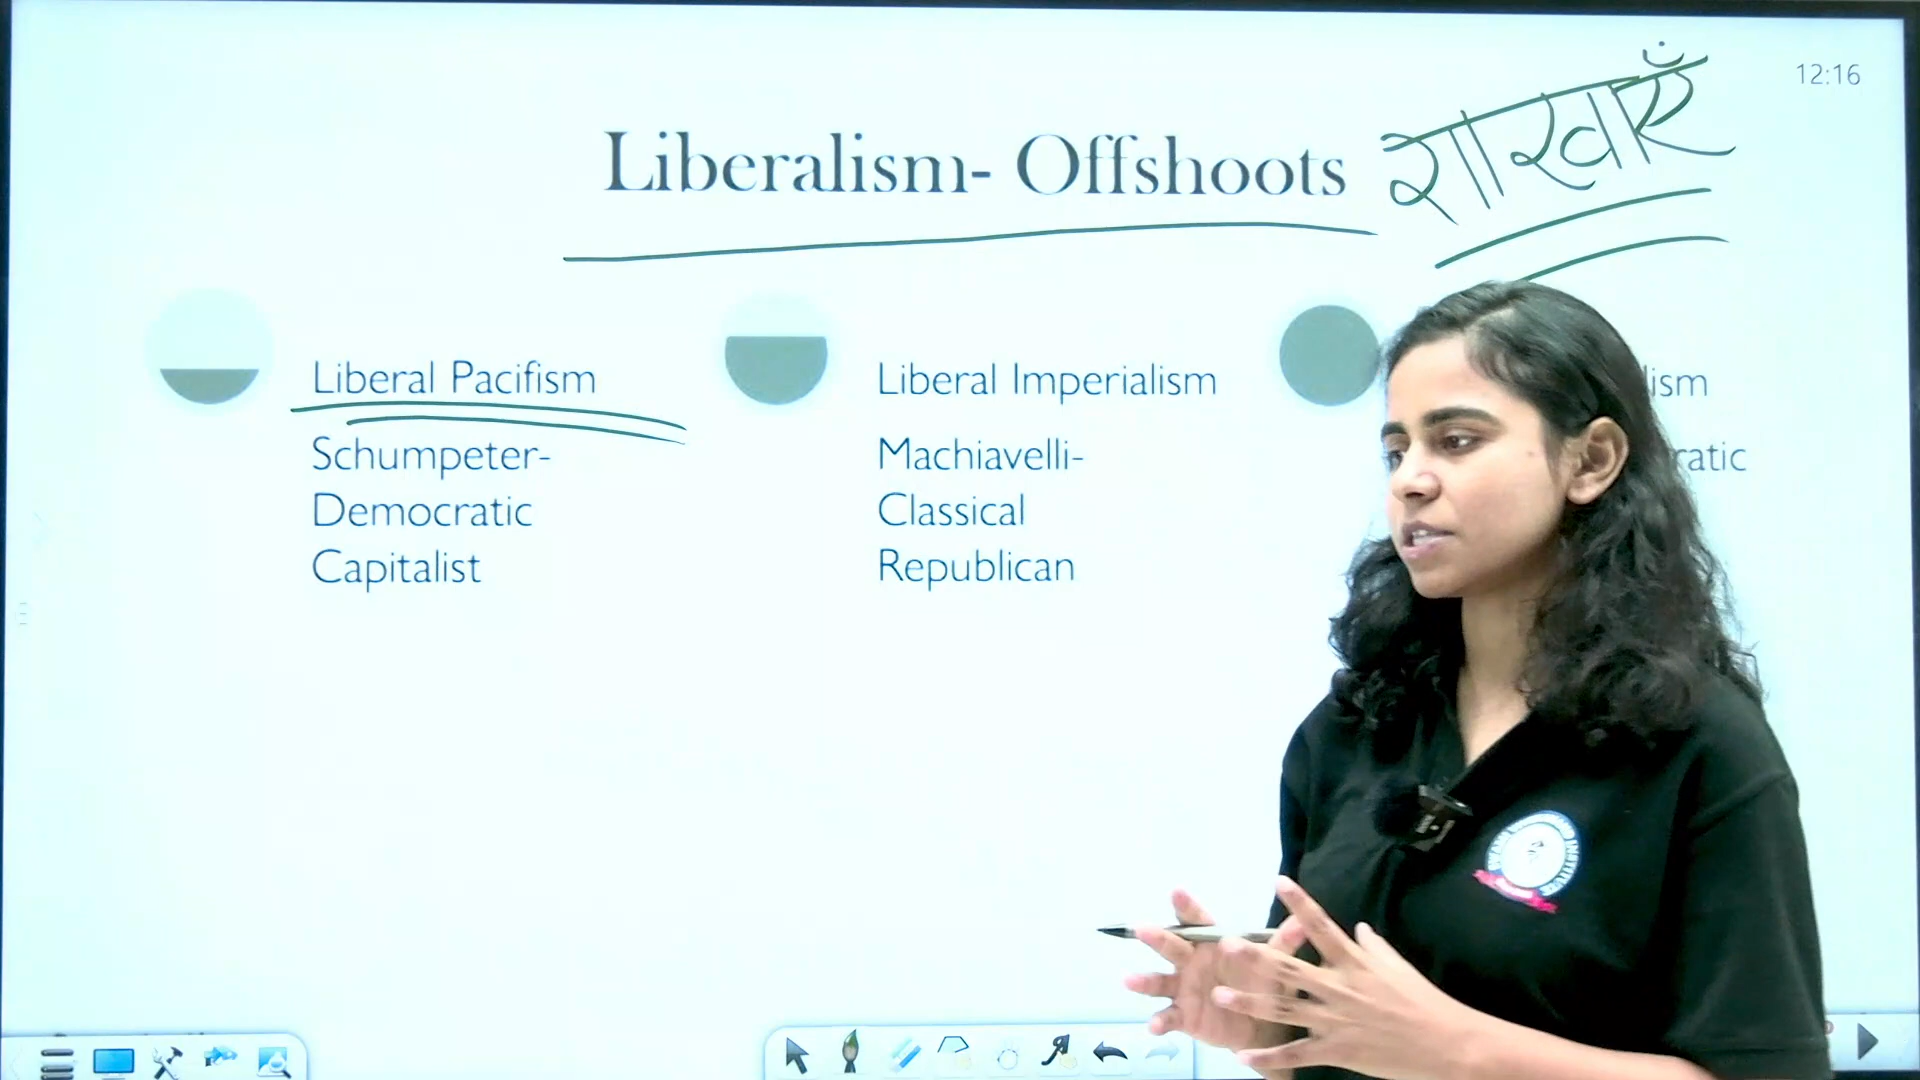 12:16
Liberalism- Offshoots शाखाएँ
Liberal Pacifism
Schumpeter-
Democratic
Capitalist
Liberal Imperialism
Machiavelli-
Classical
Republican
lism
ratic